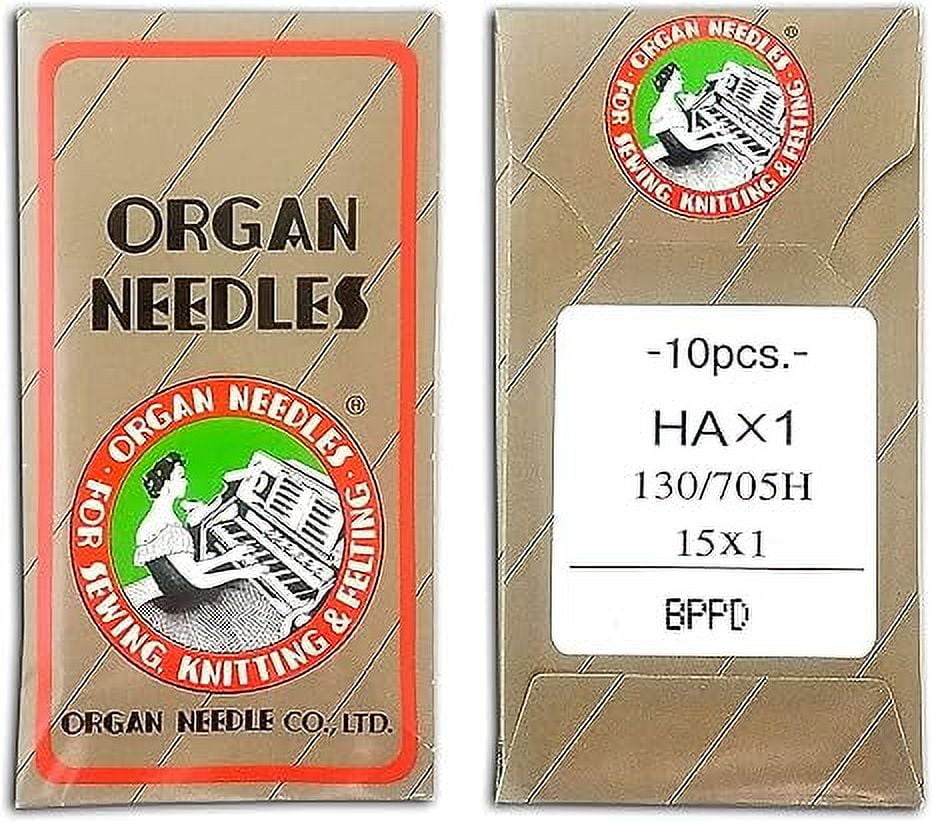 ORGAN
NEEDLES
· ORGAN NEEDLES ·
FOR SEWING, KNITTING & FELTING
ORGAN NEEDLE CO., LTD.
· ORGAN NEEDLES ·
FOR SEWING, KNITTING & FELTING
-10pcs.-
HA×1
130/705H
15x1
BPPD